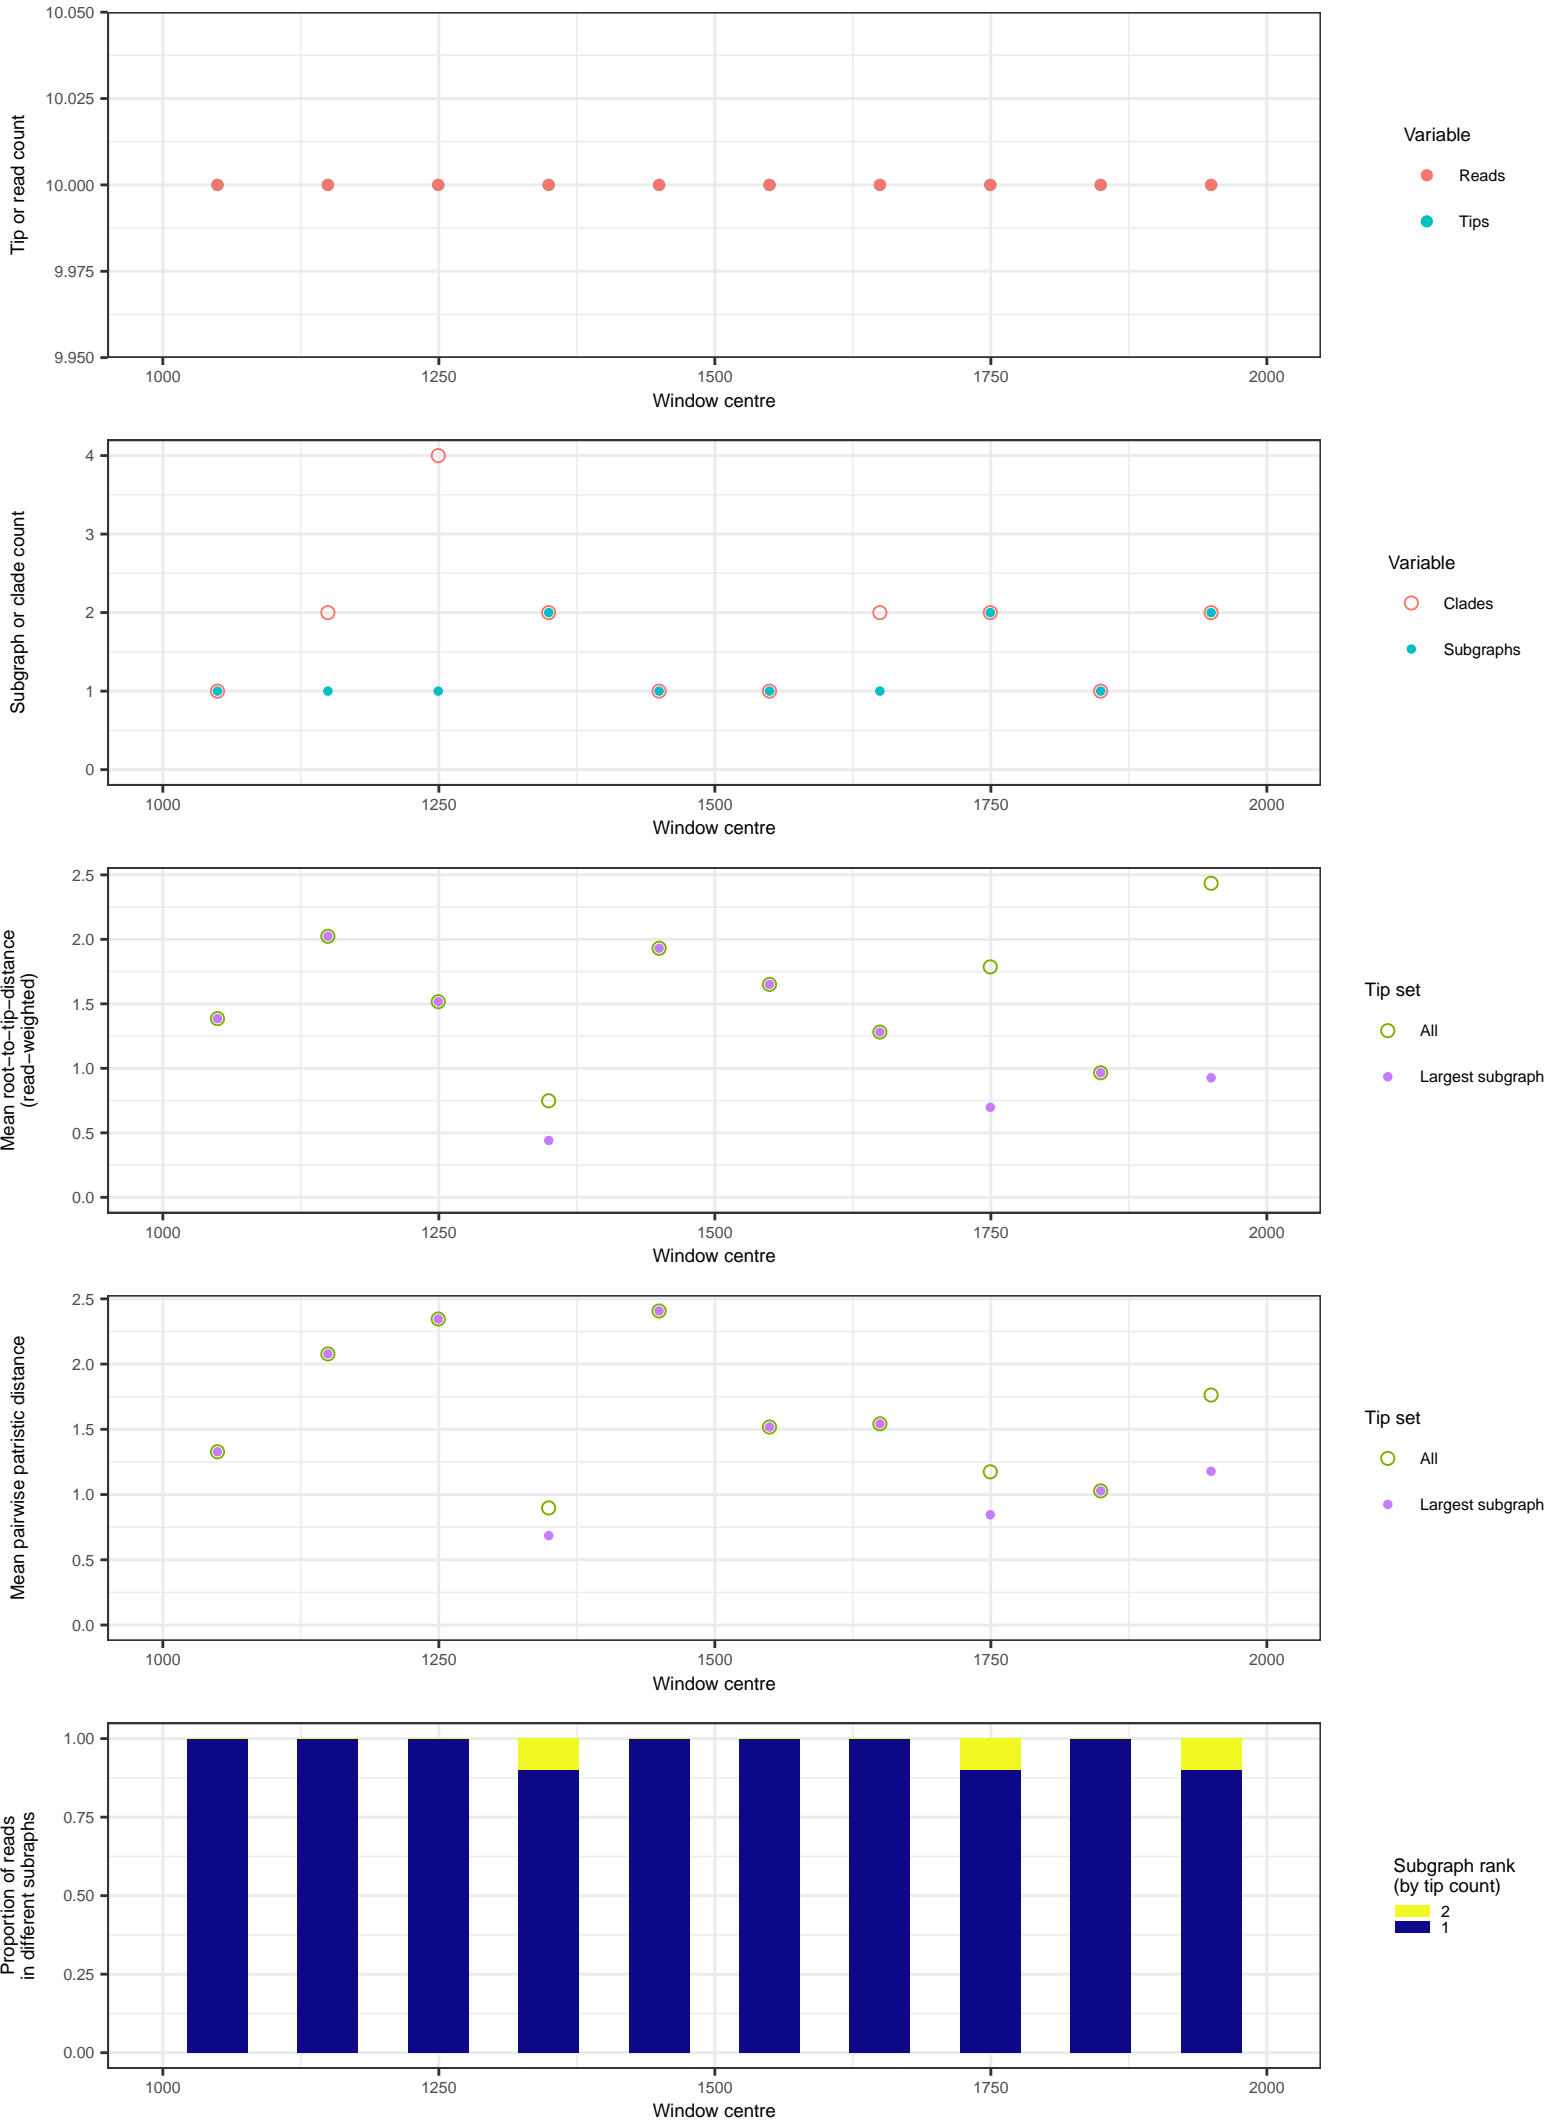 10.050
10.025
10.000
9.975
9.950
Tip or read count
1000 1250 1500 1750 2000
Window centre
Variable
Reads
Tips
4
3
2
1
0
Subgraph or clade count
1000 1250 1500 1750 2000
Window centre
Variable
Clades
Subgraphs
2.5
2.0
1.5
1.0
0.5
0.0
Mean root−to−tip−distance
(read−weighted)
1000 1250 1500 1750 2000
Window centre
Tip set
All
Largest subgraph
2.5
2.0
1.5
1.0
0.5
0.0
Mean pairwise patristic distance
1000 1250 1500 1750 2000
Window centre
Tip set
All
Largest subgraph
1.00
0.75
0.50
0.25
0.00
Proportion of reads
in different subraphs
1000 1250 1500 1750 2000
Window centre
Subgraph rank
(by tip count)
2
1